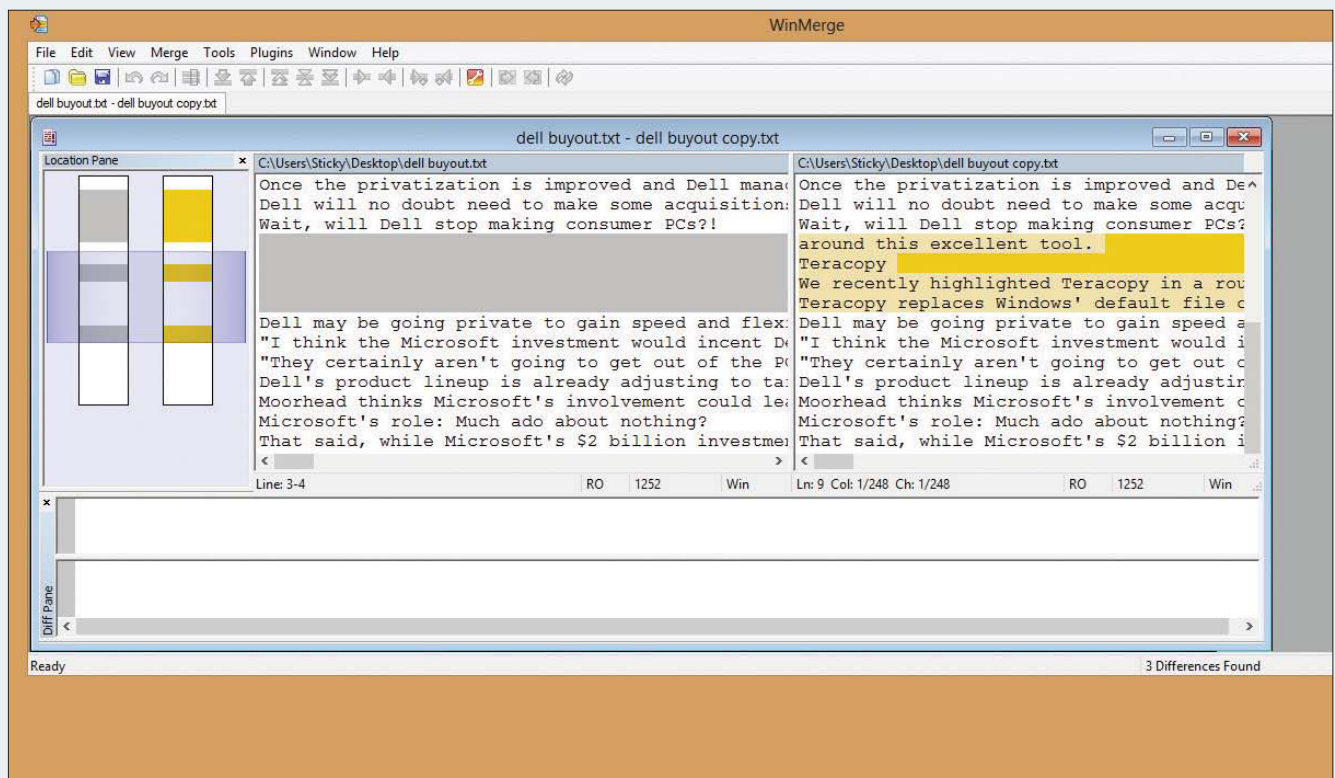 WinMerge
File Edit View Merge Tools Plugins Window Help
dell buyout.txt - dell buyout copy.txt
dell buyout.txt - dell buyout copy.txt
Location Pane
C:\Users\Sticky\Desktop\dell buyout.txt
Once the privatization is improved and Dell manag
Dell will no doubt need to make some acquisition
Wait, will Dell stop making consumer PCs?!
Dell may be going private to gain speed and flex
"I think the Microsoft investment would incent D
"They certainly aren't going to get out of the P
Dell's product lineup is already adjusting to ta
Moorhead thinks Microsoft's involvement could lea
Microsoft's role: Much ado about nothing?
That said, while Microsoft's $2 billion investme
Line: 3-4 RO 1252 Win
C:\Users\Sticky\Desktop\dell buyout copy.txt
Once the privatization is improved and De
Dell will no doubt need to make some acqu
Wait, will Dell stop making consumer PCs?
around this excellent tool.
Teracopy
We recently highlighted Teracopy in a rou
Teracopy replaces Windows' default file c
Dell may be going private to gain speed a
"I think the Microsoft investment would i
"They certainly aren't going to get out o
Dell's product lineup is already adjustin
Moorhead thinks Microsoft's involvement c
Microsoft's role: Much ado about nothing?
That said, while Microsoft's $2 billion i
Ln: 9 Col: 1/248 Ch: 1/248 RO 1252 Win
Diff Pane
Ready 3 Differences Found